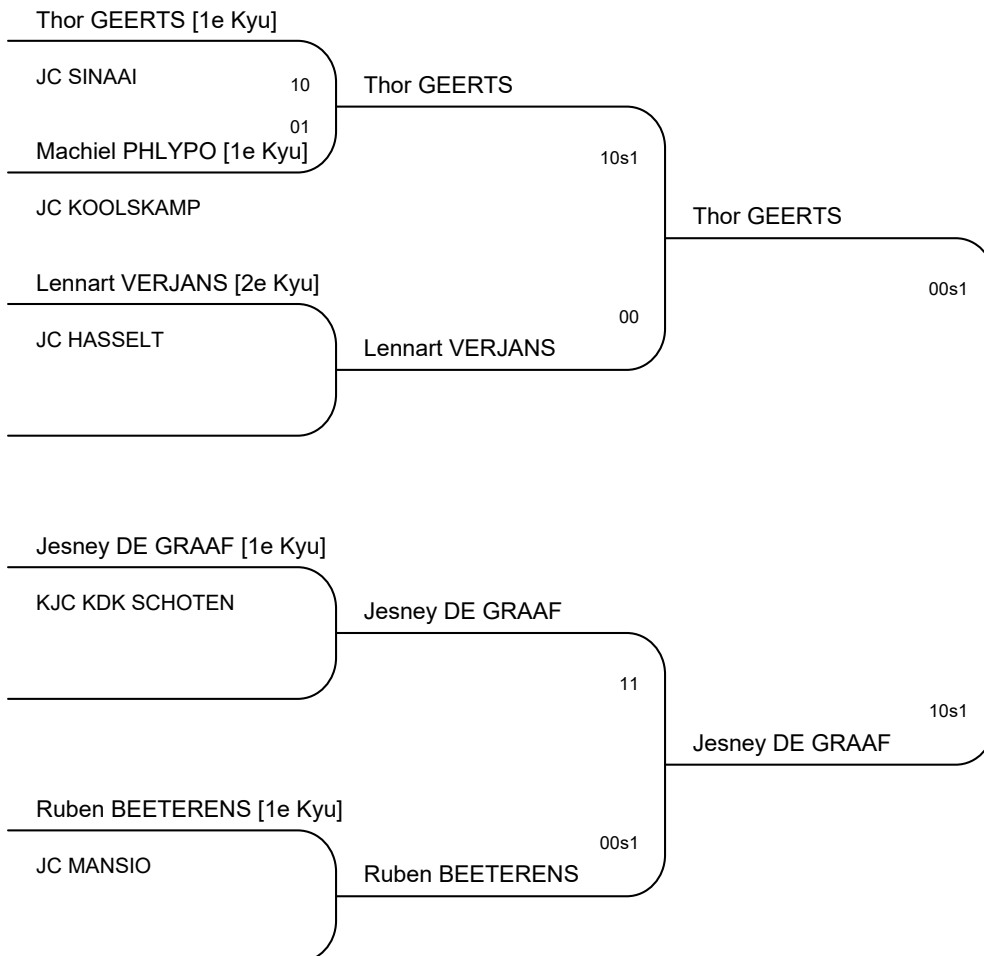 Thor GEERTS [1e Kyu]
JC SINAAI
10
Thor GEERTS
01
Machiel PHLYPO [1e Kyu]
10s1
JC KOOLSKAMP
Thor GEERTS
Lennart VERJANS [2e Kyu]
00s1
JC HASSELT
00
Lennart VERJANS
Jesney DE GRAAF [1e Kyu]
KJC KDK SCHOTEN
Jesney DE GRAAF
11
10s1
Jesney DE GRAAF
Ruben BEETERENS [1e Kyu]
00s1
JC MANSIO
Ruben BEETERENS